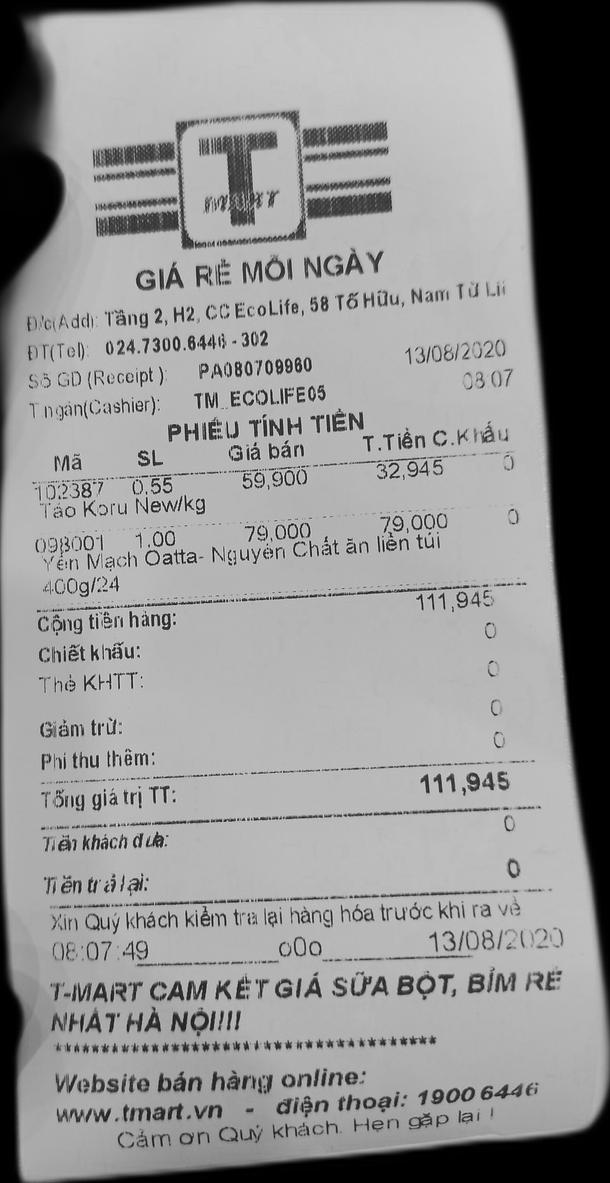 T
MART
GIÁ RẺ MỖI NGÀY
Đ/c(Add): Tầng 2, H2, CC EcoLife, 58 Tố Hữu, Nam Từ Li
ĐT(Tel): 024.7300.6446 - 302
Số GD (Receipt ): PA080709960 13/08/2020
T ngân(Cashier): TM_ECOLIFE05 08:07
PHIẾU TÍNH TIỀN
Mã SL Giá bán T.Tiền C.Khấu
102387 0.55 59,900 32,945 0
Táo Koru New/kg
098001 1.00 79,000 79,000 0
Yến Mạch Oatta- Nguyên Chất ăn liền túi
400g/24
Cộng tiền hàng: 111,945
Chiết khấu: 0
Thẻ KHTT: 0
Giảm trừ: 0
Phí thu thêm: 0
Tổng giá trị TT: 111,945
Tiền khách đưa: 0
Tiền trả lại: 0
Xin Quý khách kiểm tra lại hàng hóa trước khi ra về
08:07:49__________o0o__________13/08/2020
T-MART CAM KẾT GIÁ SỮA BỘT, BỈM RẺ
NHẤT HÀ NỘI!!!
*************************************
Website bán hàng online:
www.tmart.vn - điện thoại: 1900 6446
Cảm ơn Quý khách. Hẹn gặp lại !